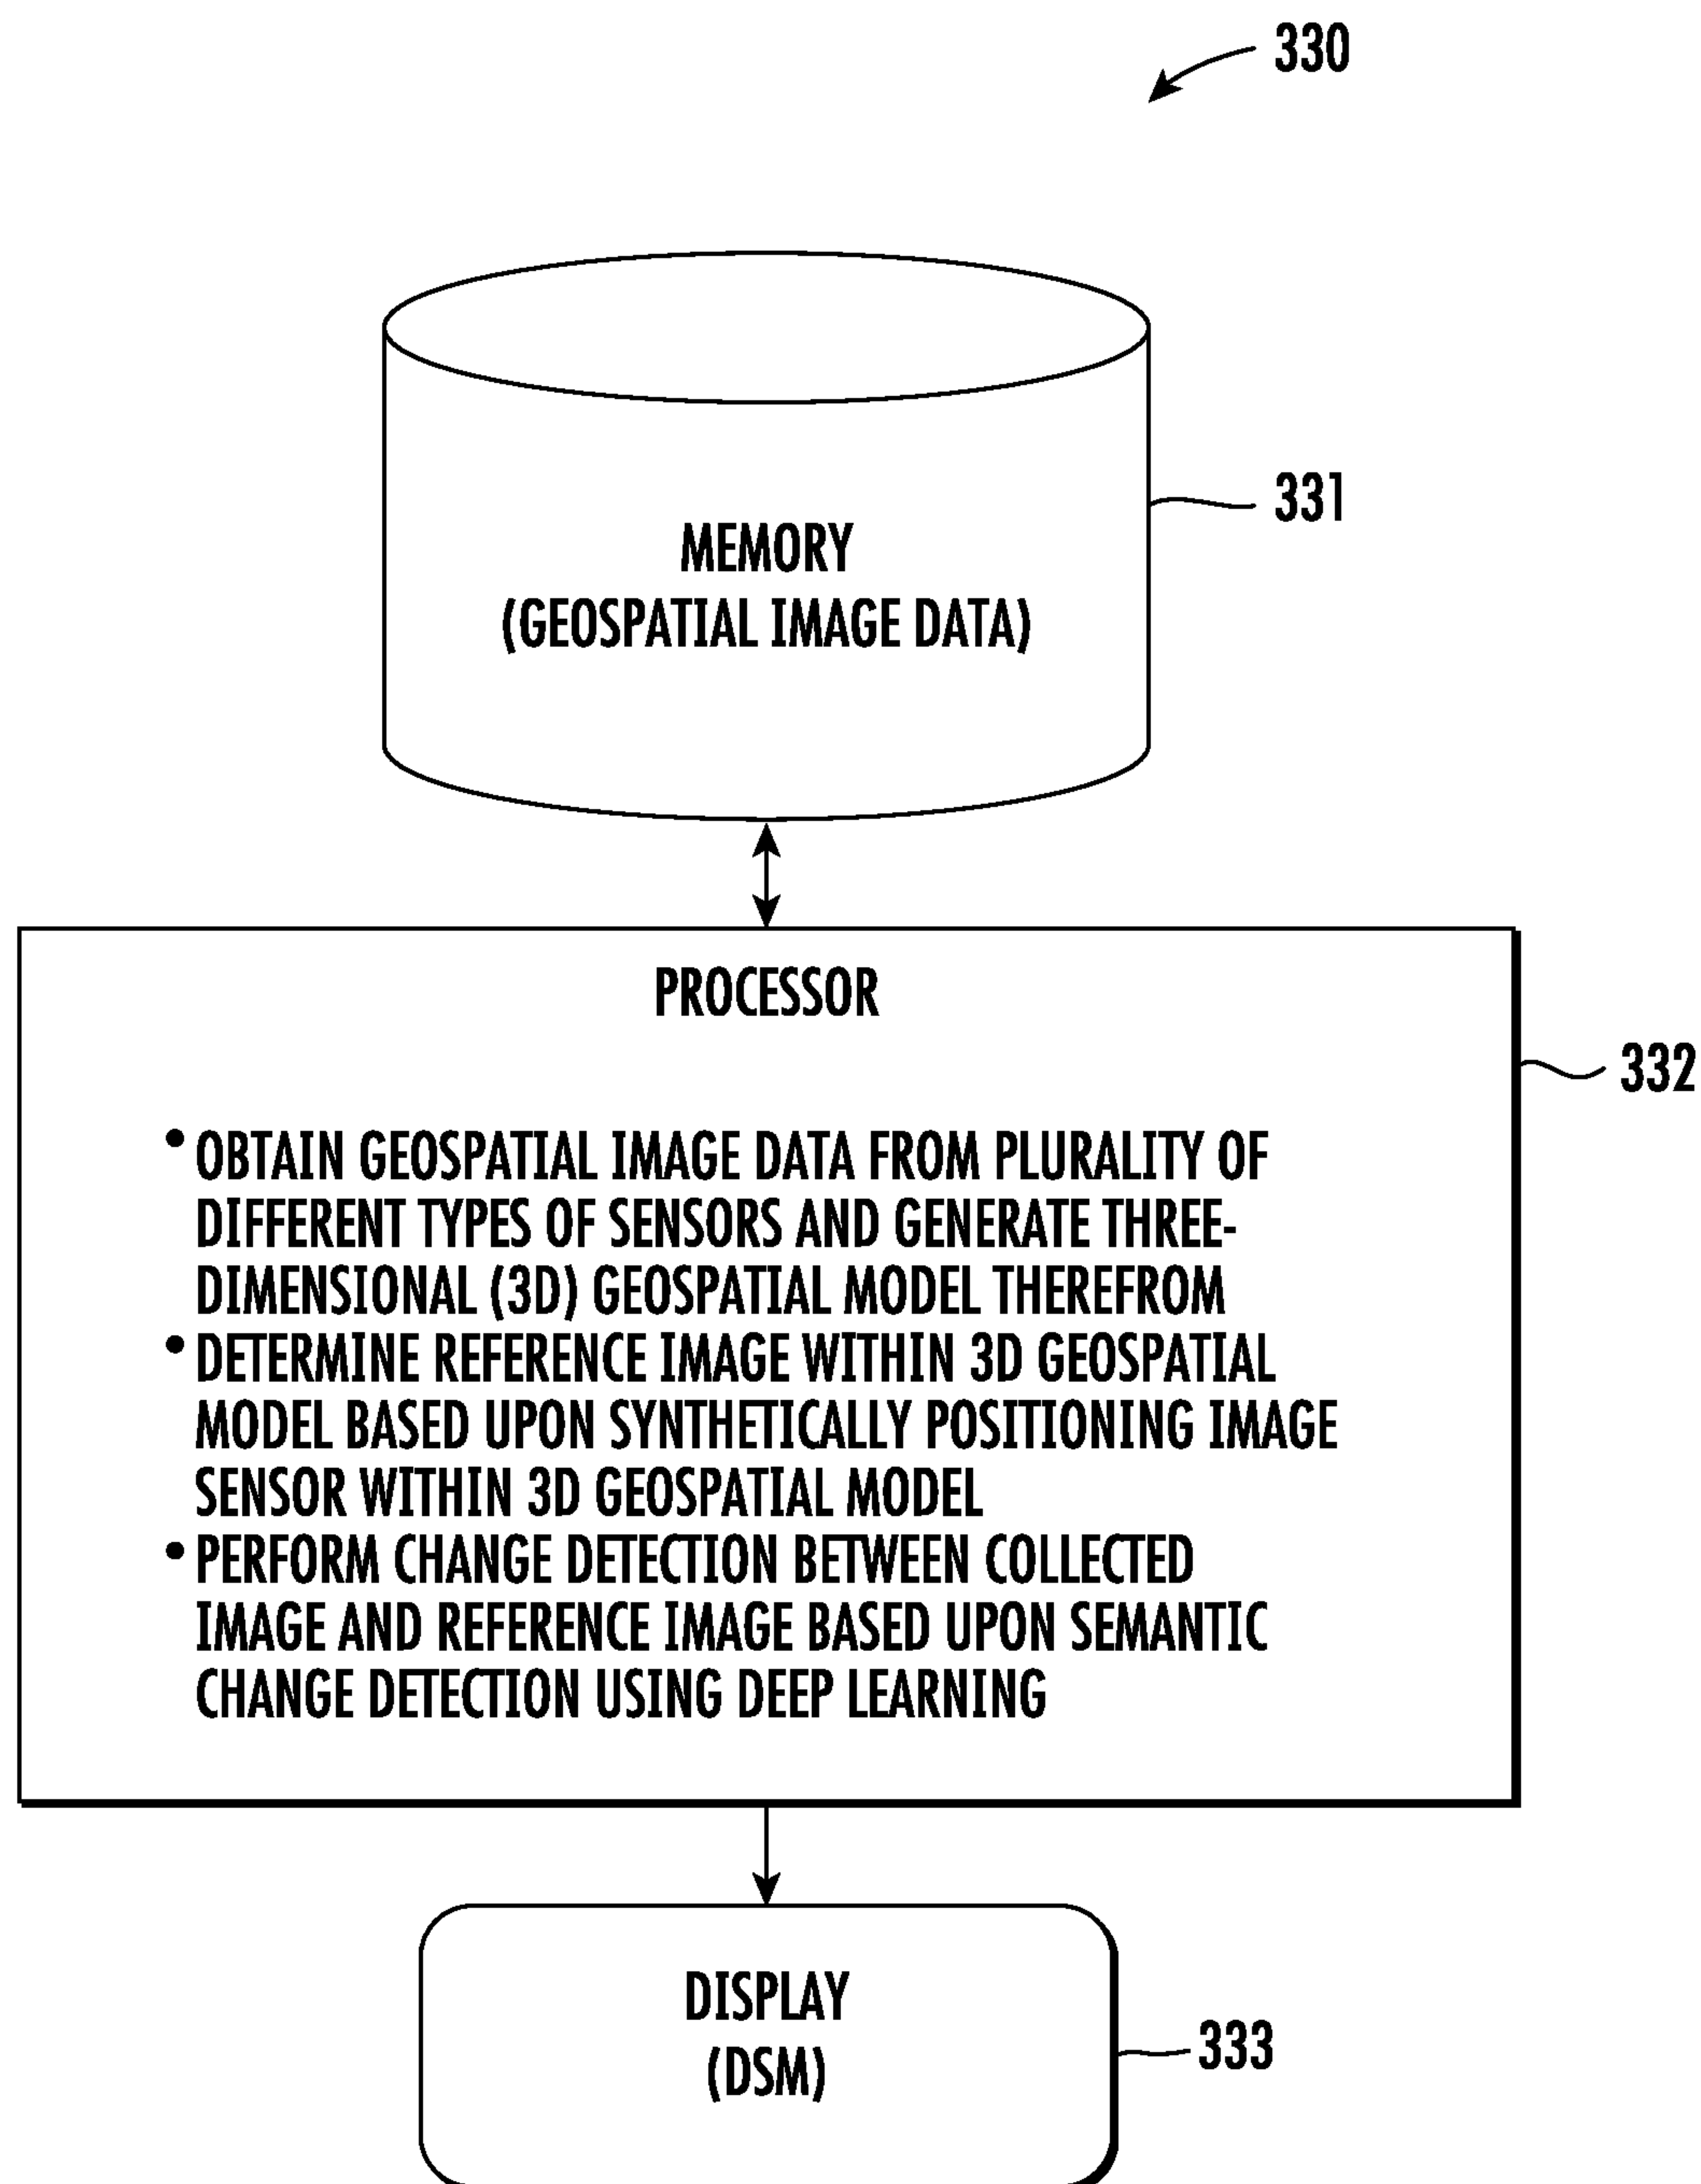 330
331
MEMORY
(GEOSPATIAL IMAGE DATA)
PROCESSOR
332
• OBTAIN GEOSPATIAL IMAGE DATA FROM PLURALITY OF
DIFFERENT TYPES OF SENSORS AND GENERATE THREE-
DIMENSIONAL (3D) GEOSPATIAL MODEL THEREFROM
• DETERMINE REFERENCE IMAGE WITHIN 3D GEOSPATIAL
MODEL BASED UPON SYNTHETICALLY POSITIONING IMAGE
SENSOR WITHIN 3D GEOSPATIAL MODEL
• PERFORM CHANGE DETECTION BETWEEN COLLECTED
IMAGE AND REFERENCE IMAGE BASED UPON SEMANTIC
CHANGE DETECTION USING DEEP LEARNING
DISPLAY
(DSM)
333